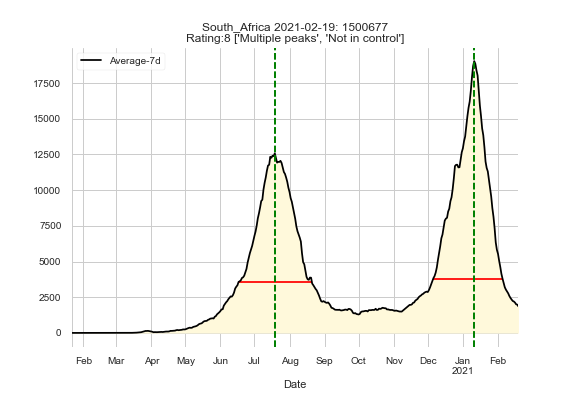 South_Africa 2021-02-19: 1500677
Rating:8 ['Multiple peaks', 'Not in control']
Average-7d
17500
15000
12500
10000
7500
5000
2500
0
Feb Mar Apr May Jun Jul Aug Sep Oct Nov Dec Jan Feb
2021
Date